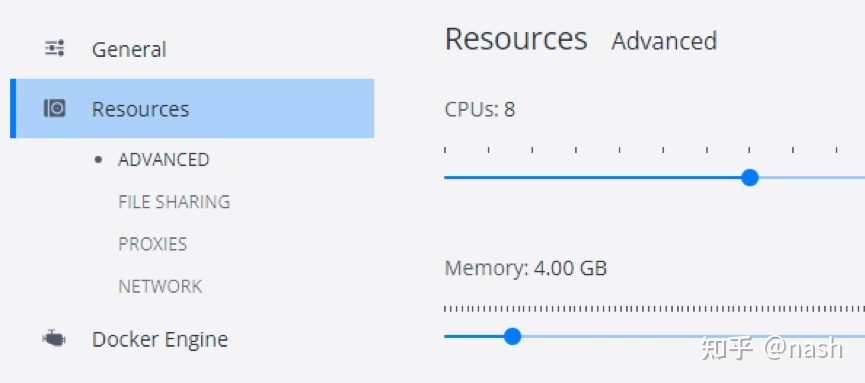 General
Resources
ADVANCED
FILE SHARING
PROXIES
NETWORK
Docker Engine
Resources Advanced
CPUs: 8
Memory: 4.00 GB
知乎 @nash